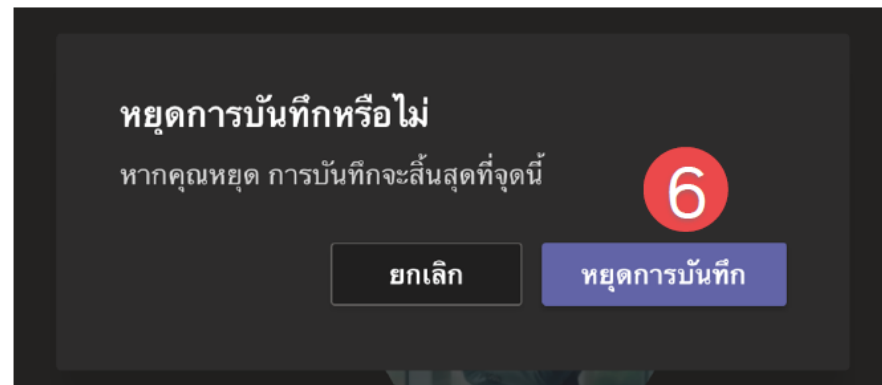 หยุดการบันทึกหรือไม่
หากคุณหยุด การบันทึกจะสิ้นสุดที่จุดนี้
6
ยกเลิก หยุดการบันทึก